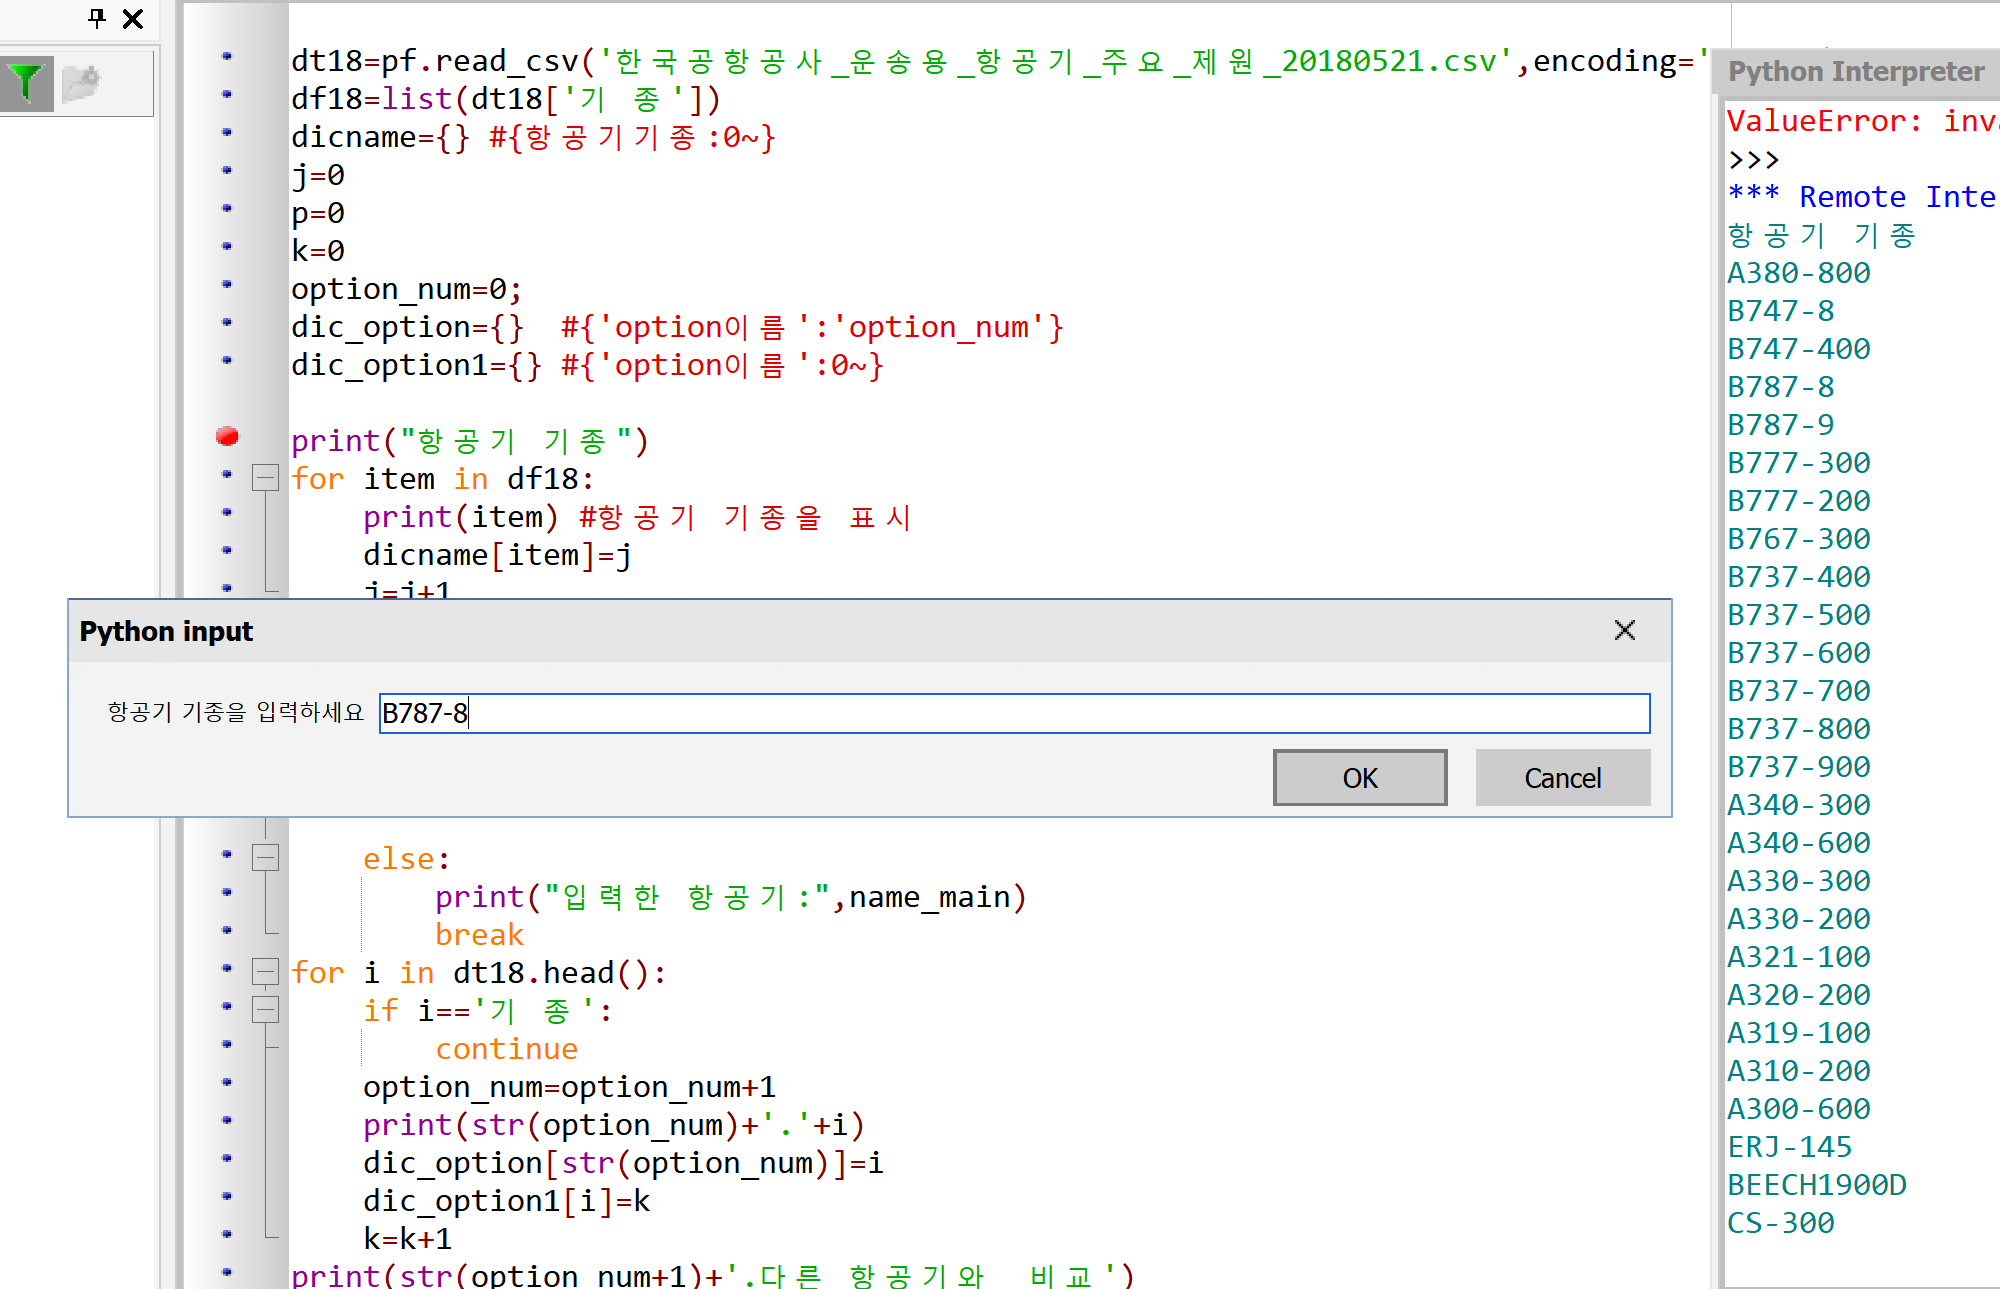 dt18=pf.read_csv('한국공항공사_운송용_항공기_주요_제원_20180521.csv',encoding='
df18=list(dt18['기 종'])
dicname={} #{항공기기종:0~}
j=0
p=0
k=0
option_num=0;
dic_option={}  #{'option이름':'option_num'}
dic_option1={} #{'option이름':0~}
print("항공기 기종")
for item in df18:
    print(item) #항공기 기종을 표시
    dicname[item]=j
    j=j+1
Python input
항공기 기종을 입력하세요 B787-8
OK Cancel
    else:
        print("입력한 항공기:",name_main)
        break
for i in dt18.head():
    if i=='기 종':
        continue
    option_num=option_num+1
    print(str(option_num)+'.'+i)
    dic_option[str(option_num)]=i
    dic_option1[i]=k
    k=k+1
print(str(option_num+1)+'.다른 항공기와  비교')
Python Interpreter
ValueError: inva
>>>
*** Remote Inte
항공기 기종
A380-800
B747-8
B747-400
B787-8
B787-9
B777-300
B777-200
B767-300
B737-400
B737-500
B737-600
B737-700
B737-800
B737-900
A340-300
A340-600
A330-300
A330-200
A321-100
A320-200
A319-100
A310-200
A300-600
ERJ-145
BEECH1900D
CS-300